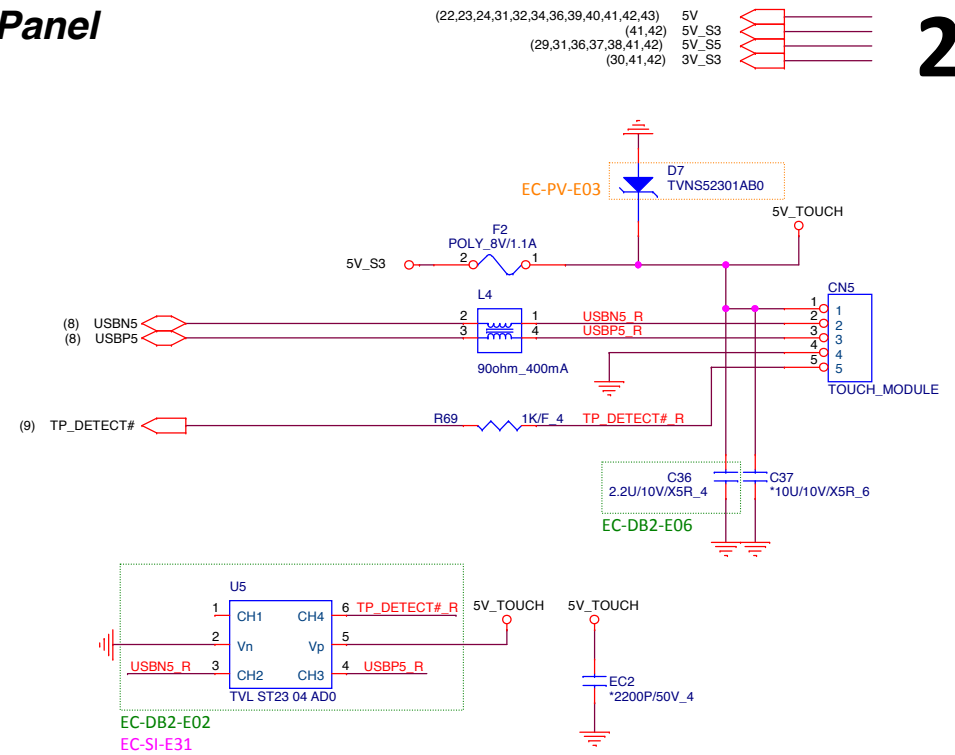 Panel
2
(22,23,24,31,32,34,36,39,40,41,42,43) 5V
(41,42) 5V_S3
(29,31,36,37,38,41,42) 5V_S5
(30,41,42) 3V_S3
D7
TVNS52301AB0
EC-PV-E03
5V_TOUCH
F2
POLY_8V/1.1A
5V_S3 2 1
CN5
L4
1 1
(8) USBN5 2 1 USBN5_R 2 2
(8) USBP5 3 4 USBP5_R 3 3
4 4
5 5
90ohm_400mA
TOUCH_MODULE
(9) TP_DETECT# R69 1K/F_4 TP_DETECT#_R
C36 C37
2.2U/10V/X5R_4 *10U/10V/X5R_6
EC-DB2-E06
U5
5V_TOUCH 5V_TOUCH
1 CH1 CH4 6 TP_DETECT#_R
2 Vn Vp 5
USBN5_R 3 CH2 CH3 4 USBP5_R
TVL ST23 04 AD0
EC2
*2200P/50V_4
EC-DB2-E02
EC-SI-E31